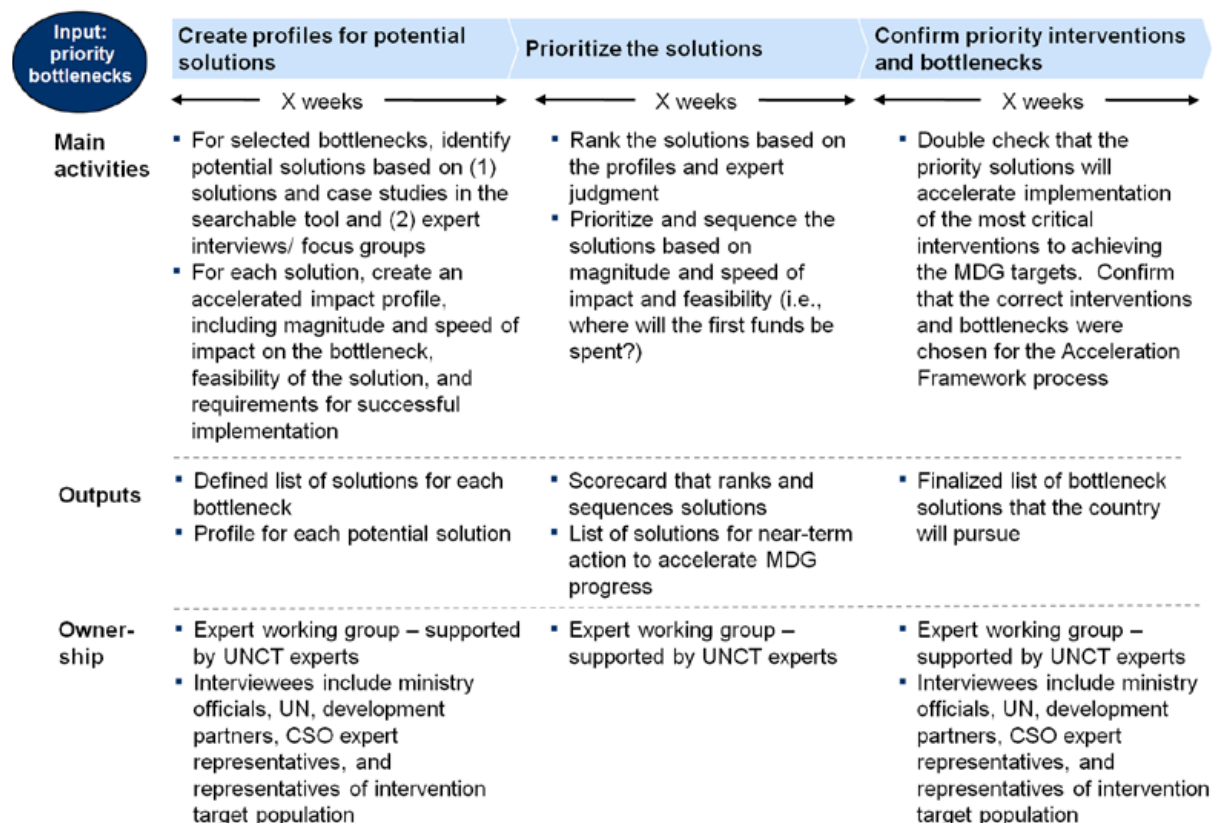 Input:
priority
bottlenecks
Create profiles for potential
solutions
Prioritize the solutions
Confirm priority interventions
and bottlenecks
X weeks
X weeks
X weeks
Main
activities
▪ For selected bottlenecks, identify
potential solutions based on (1)
solutions and case studies in the
searchable tool and (2) expert
interviews/ focus groups
▪ For each solution, create an
accelerated impact profile,
including magnitude and speed of
impact on the bottleneck,
feasibility of the solution, and
requirements for successful
implementation
▪ Rank the solutions based on
the profiles and expert
judgment
▪ Prioritize and sequence the
solutions based on
magnitude and speed of
impact and feasibility (i.e.,
where will the first funds be
spent?)
▪ Double check that the
priority solutions will
accelerate implementation
of the most critical
interventions to achieving
the MDG targets. Confirm
that the correct interventions
and bottlenecks were
chosen for the Acceleration
Framework process
Outputs
▪ Defined list of solutions for each
bottleneck
▪ Profile for each potential solution
▪ Scorecard that ranks and
sequences solutions
▪ List of solutions for near-term
action to accelerate MDG
progress
▪ Finalized list of bottleneck
solutions that the country
will pursue
Owner-
ship
▪ Expert working group – supported
by UNCT experts
▪ Interviewees include ministry
officials, UN, development
partners, CSO expert
representatives, and
representatives of intervention
target population
▪ Expert working group –
supported by UNCT experts
▪ Expert working group –
supported by UNCT experts
▪ Interviewees include ministry
officials, UN, development
partners, CSO expert
representatives, and
representatives of intervention
target population